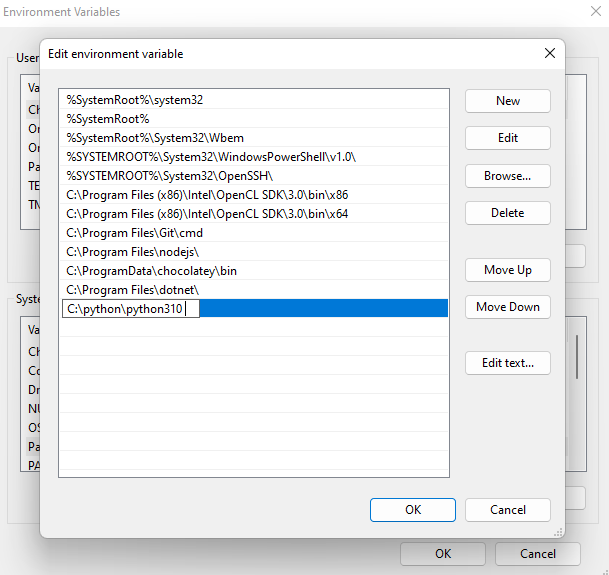 Environment Variables
Edit environment variable
User
Va
Ch
On
On
Pa
TE
TN
%SystemRoot%\system32
%SystemRoot%
%SystemRoot%\System32\Wbem
%SYSTEMROOT%\System32\WindowsPowerShell\v1.0\
%SYSTEMROOT%\System32\OpenSSH\
C:\Program Files (x86)\Intel\OpenCL SDK\3.0\bin\x86
C:\Program Files (x86)\Intel\OpenCL SDK\3.0\bin\x64
C:\Program Files\Git\cmd
C:\Program Files\nodejs\
C:\ProgramData\chocolatey\bin
C:\Program Files\dotnet\
C:\python\python310
New
Edit
Browse...
Delete
Move Up
Move Down
Edit text...
Syste
Va
Ch
Co
Dr
NU
OS
Pa
PA
OK
Cancel
OK
Cancel